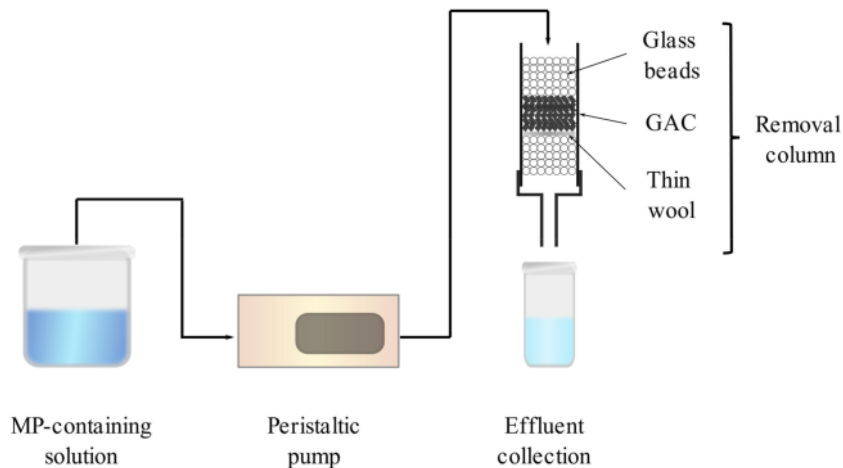 Glass
beads
GAC
Thin
wool
Removal
column
MP-containing
solution
Peristaltic
pump
Effluent
collection